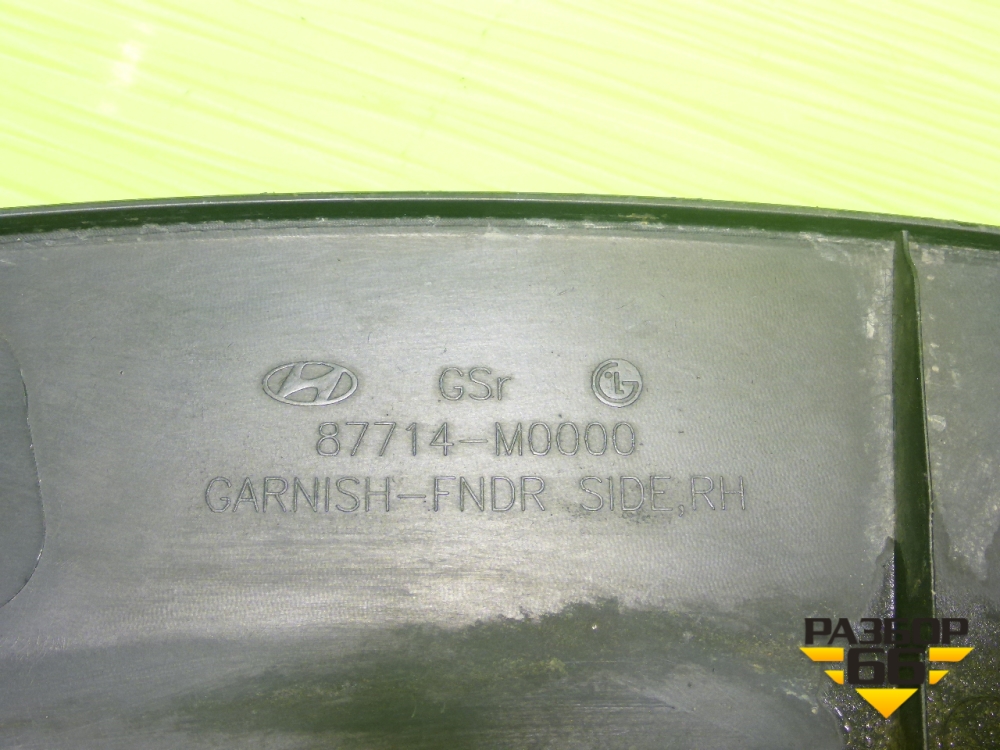 GSr
87714-M0000
GARNISH-FNDR SIDE,RH
РАЗБОР
66